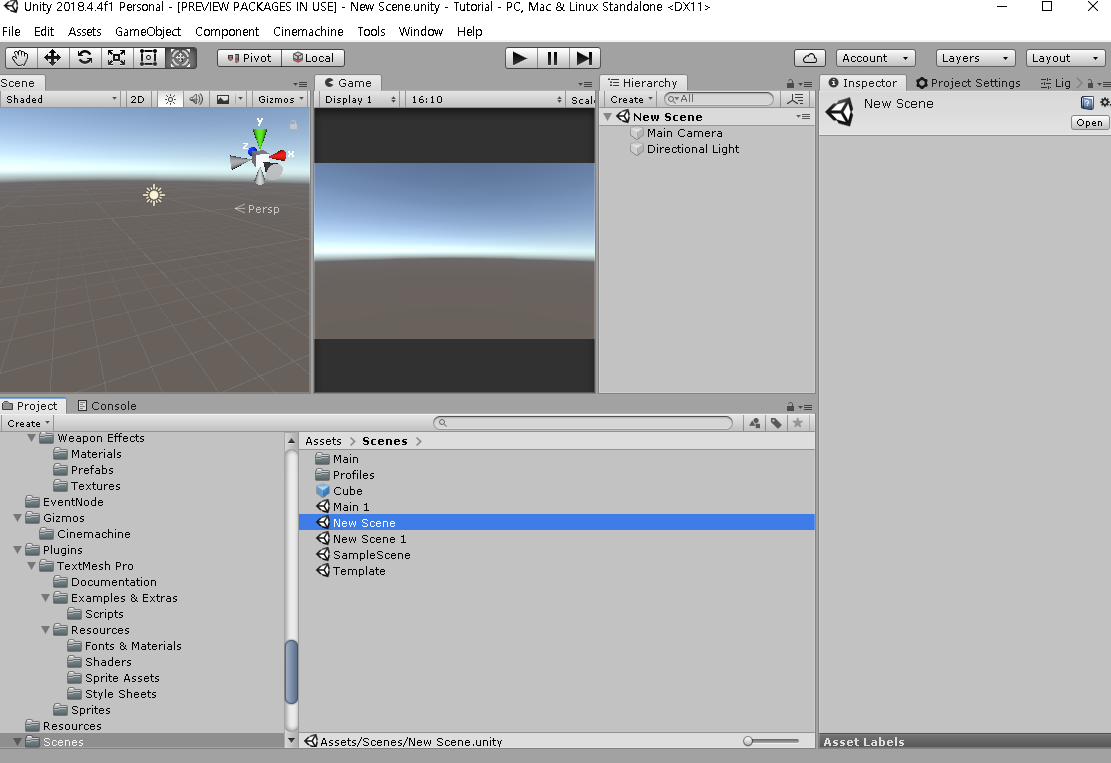 Unity 2018.4.4f1 Personal - [PREVIEW PACKAGES IN USE] - New Scene.unity - Tutorial - PC, Mac & Linux Standalone <DX11>
File Edit Assets GameObject Component Cinemachine Tools Window Help
Pivot Local Account Layers Layout
Scene
Shaded 2D Gizmos
y
z x
Persp
Game
Display 1 16:10 Scal
Hierarchy
Create All
New Scene
Main Camera
Directional Light
Inspector Project Settings Lig
New Scene
Open
Project Console
Create
Weapon Effects
Materials
Prefabs
Textures
EventNode
Gizmos
Cinemachine
Plugins
TextMesh Pro
Documentation
Examples & Extras
Scripts
Resources
Fonts & Materials
Shaders
Sprite Assets
Style Sheets
Sprites
Resources
Scenes
Assets > Scenes >
Main
Profiles
Cube
Main 1
New Scene
New Scene 1
SampleScene
Template
Assets/Scenes/New Scene.unity
Asset Labels